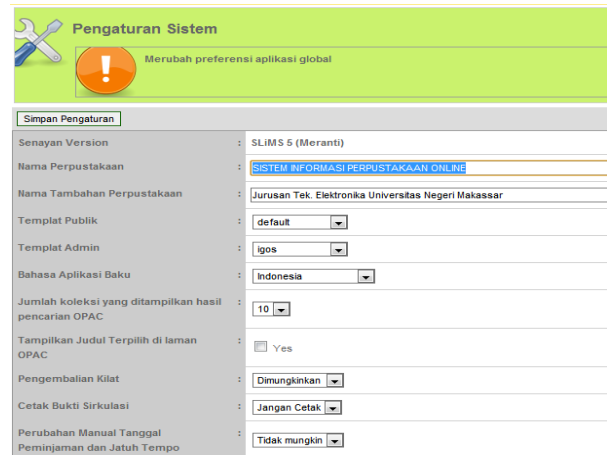 Pengaturan Sistem
Merubah preferensi aplikasi global
Simpan Pengaturan
Senayan Version : SLiMS 5 (Meranti)
Nama Perpustakaan : SISTEM INFORMASI PERPUSTAKAAN ONLINE
Nama Tambahan Perpustakaan : Jurusan Tek. Elektronika Universitas Negeri Makassar
Templat Publik : default
Templat Admin : igos
Bahasa Aplikasi Baku : Indonesia
Jumlah koleksi yang ditampilkan hasil
pencarian OPAC : 10
Tampilkan Judul Terpilih di laman
OPAC : Yes
Pengembalian Kilat : Dimungkinkan
Cetak Bukti Sirkulasi : Jangan Cetak
Perubahan Manual Tanggal
Peminjaman dan Jatuh Tempo : Tidak mungkin